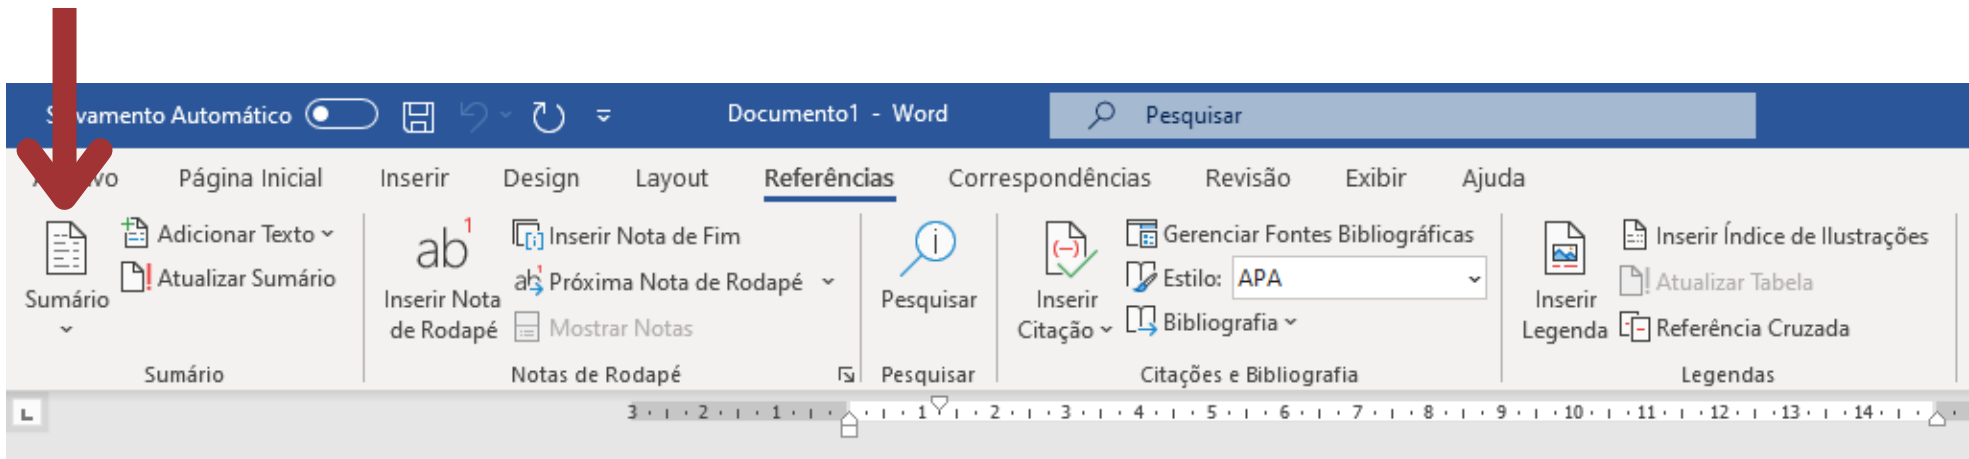 Salvamento Automático
Documento1 - Word
Pesquisar
Página Inicial Inserir Design Layout Referências Correspondências Revisão Exibir Ajuda
Sumário
Adicionar Texto
Atualizar Sumário
Sumário
ab1
Inserir Nota
de Rodapé
Inserir Nota de Fim
Próxima Nota de Rodapé
Mostrar Notas
Notas de Rodapé
Pesquisar
Pesquisar
Inserir
Citação
Gerenciar Fontes Bibliográficas
Estilo: APA
Bibliografia
Citações e Bibliografia
Inserir
Legenda
Inserir Índice de Ilustrações
Atualizar Tabela
Referência Cruzada
Legendas
3 2 1 1 2 3 4 5 6 7 8 9 10 11 12 13 14